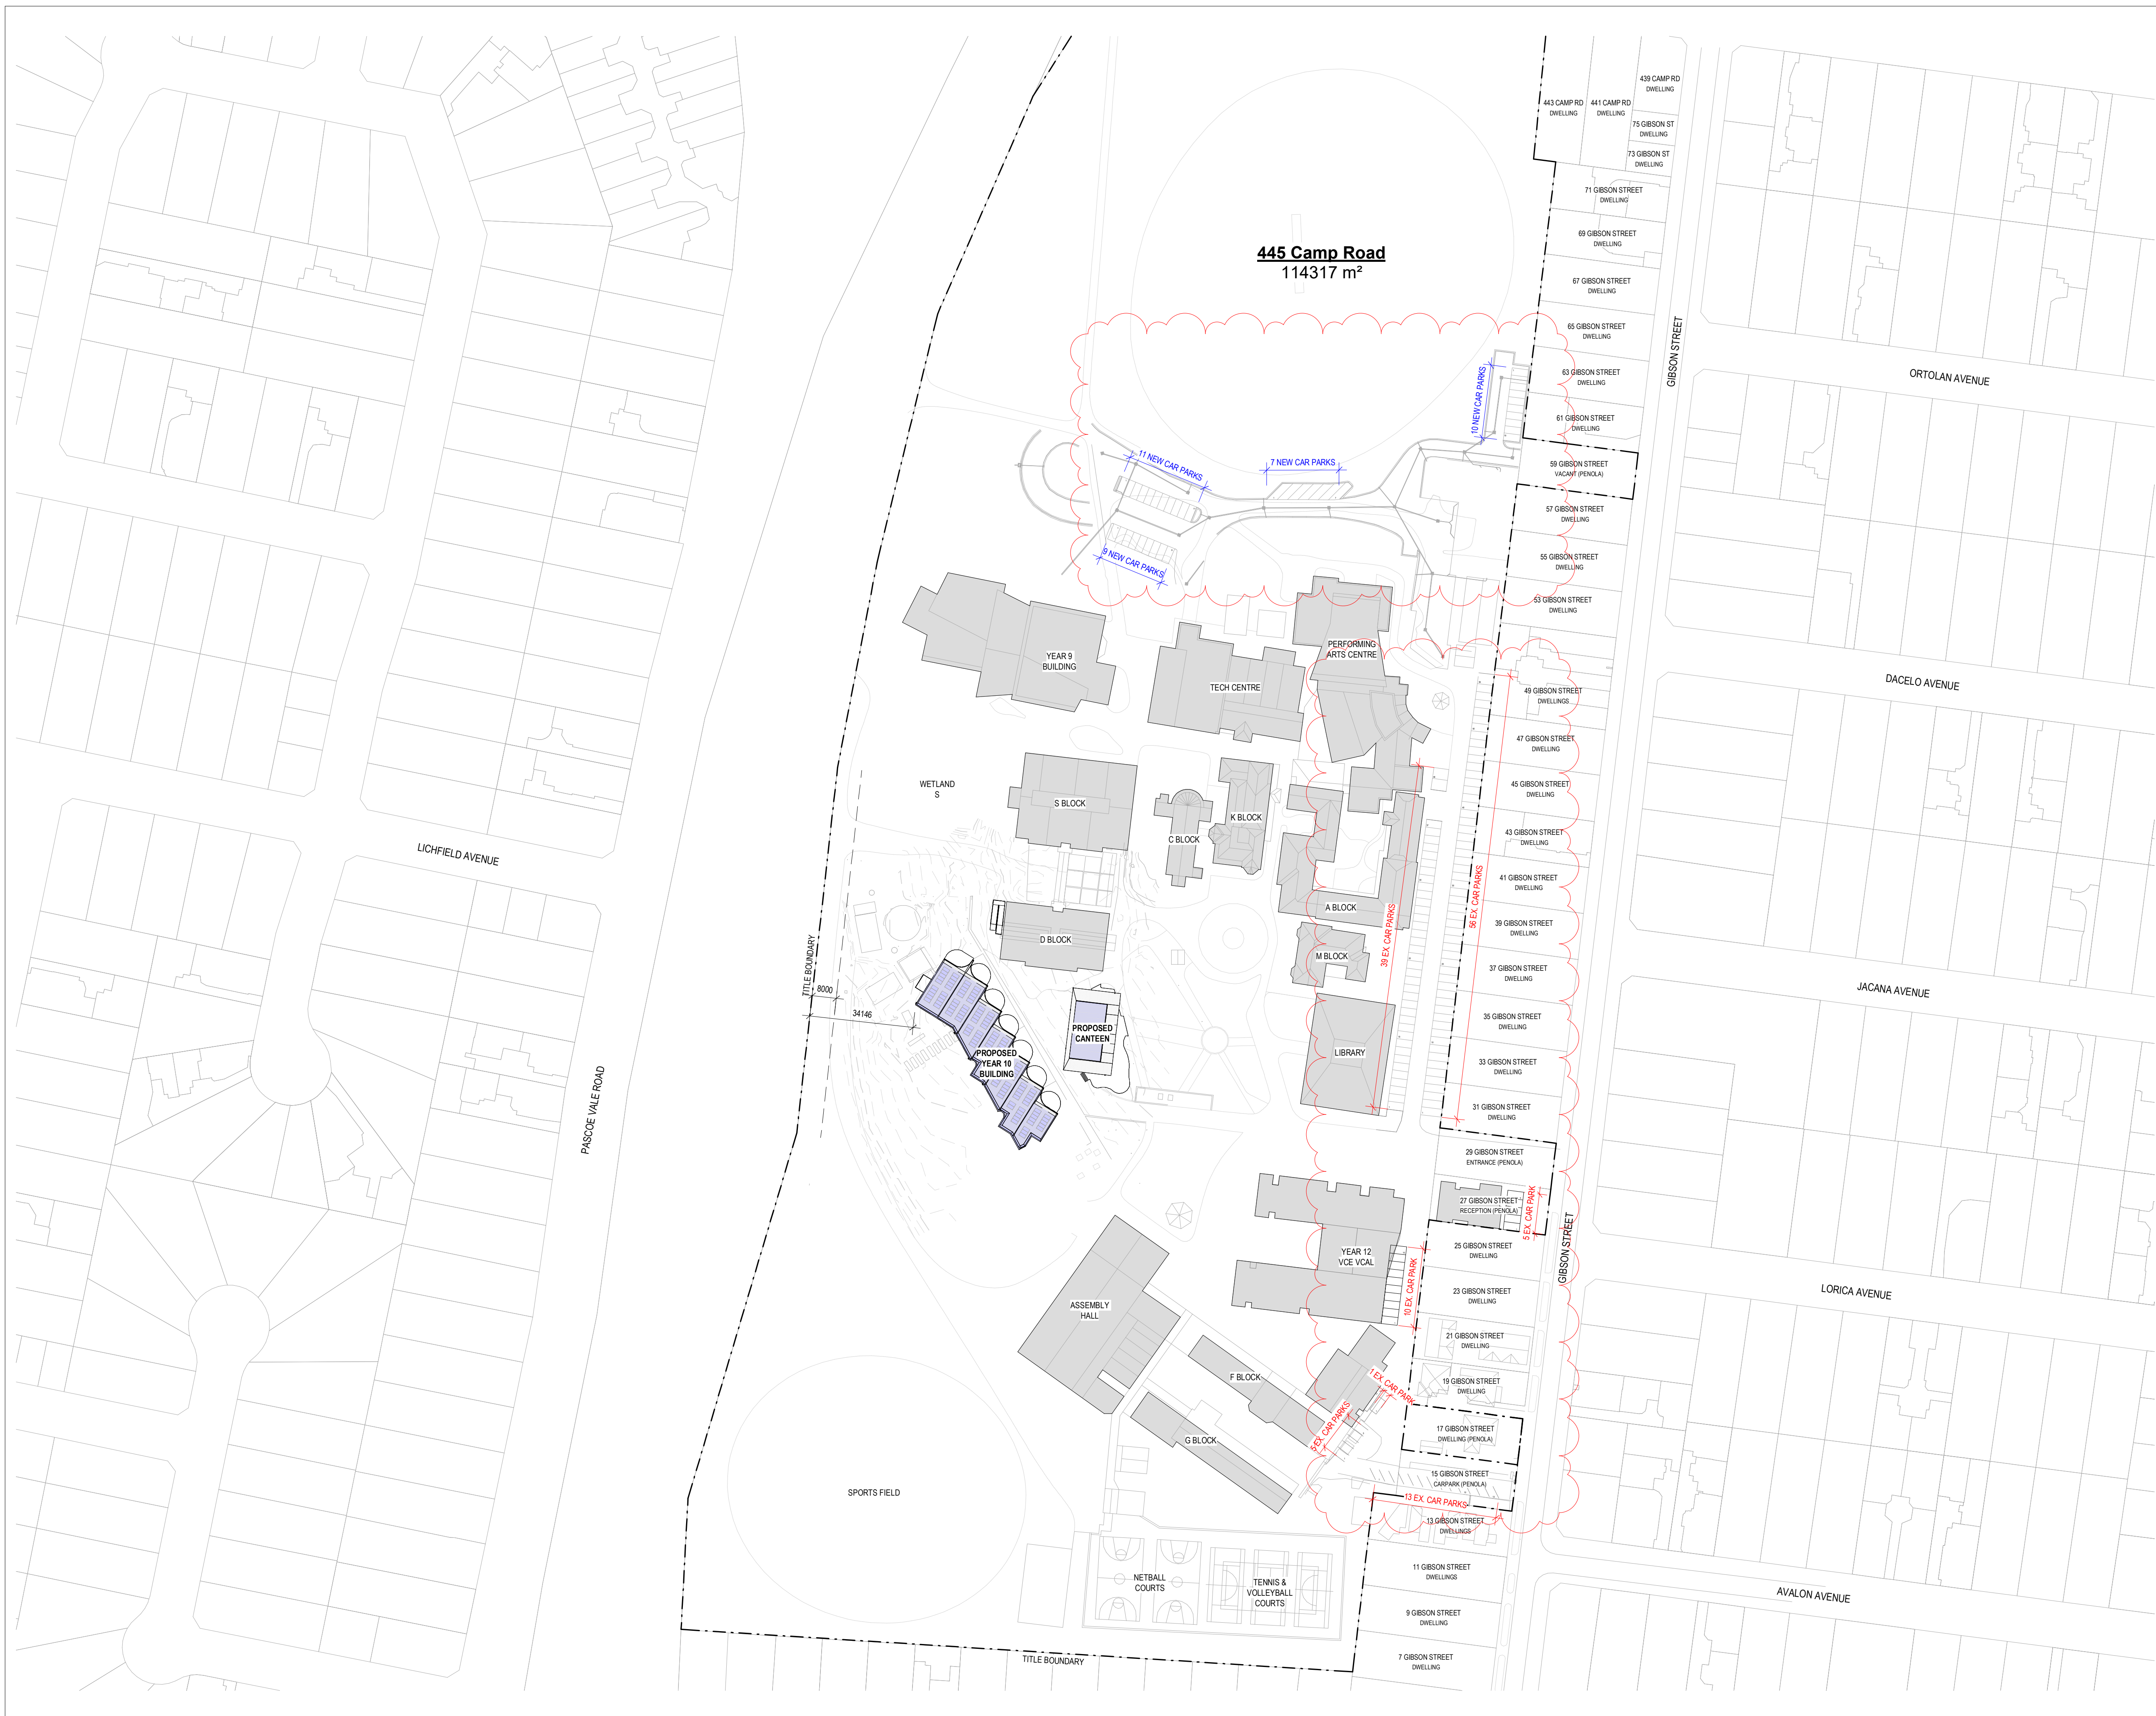 439 CAMP RD
DWELLING
443 CAMP RD
DWELLING
441 CAMP RD
DWELLING
75 GIBSON ST
DWELLING
73 GIBSON ST
DWELLING
71 GIBSON STREET
DWELLING
69 GIBSON STREET
DWELLING
445 Camp Road
114317 m²
67 GIBSON STREET
DWELLING
65 GIBSON STREET
DWELLING
GIBSON STREET
63 GIBSON STREET
DWELLING
ORTOLAN AVENUE
10 NEW CAR PARKS
61 GIBSON STREET
DWELLING
11 NEW CAR PARKS
7 NEW CAR PARKS
59 GIBSON STREET
VACANT (PENOLA)
57 GIBSON STREET
DWELLING
9 NEW CAR PARKS
55 GIBSON STREET
DWELLING
53 GIBSON STREET
DWELLING
YEAR 9
BUILDING
PERFORMING
ARTS CENTRE
TECH CENTRE
49 GIBSON STREET
DWELLINGS
DACELO AVENUE
47 GIBSON STREET
DWELLING
WETLAND
S
45 GIBSON STREET
DWELLING
S BLOCK
K BLOCK
C BLOCK
43 GIBSON STREET
DWELLING
LICHFIELD AVENUE
41 GIBSON STREET
DWELLING
56 EX. CAR PARKS
A BLOCK
39 EX. CAR PARKS
39 GIBSON STREET
DWELLING
D BLOCK
M BLOCK
TITLE BOUNDARY
37 GIBSON STREET
DWELLING
8000
34146
JACANA AVENUE
35 GIBSON STREET
DWELLING
PROPOSED
CANTEEN
PROPOSED
YEAR 10
BUILDING
LIBRARY
33 GIBSON STREET
DWELLING
PASCOE VALE ROAD
31 GIBSON STREET
DWELLING
29 GIBSON STREET
ENTRANCE (PENOLA)
27 GIBSON STREET
RECEPTION (PENOLA)
5 EX. CAR PARK
GIBSON STREET
25 GIBSON STREET
DWELLING
YEAR 12
VCE VCAL
10 EX. CAR PARK
23 GIBSON STREET
DWELLING
LORICA AVENUE
ASSEMBLY
HALL
21 GIBSON STREET
DWELLING
F BLOCK
1 EX. CAR PARK
19 GIBSON STREET
DWELLING
5 EX. CAR PARKS
17 GIBSON STREET
DWELLING (PENOLA)
G BLOCK
15 GIBSON STREET
CARPARK (PENOLA)
SPORTS FIELD
13 EX. CAR PARKS
13 GIBSON STREET
DWELLINGS
11 GIBSON STREET
DWELLINGS
NETBALL
COURTS
TENNIS &
VOLLEYBALL
COURTS
AVALON AVENUE
9 GIBSON STREET
DWELLING
7 GIBSON STREET
DWELLING
TITLE BOUNDARY